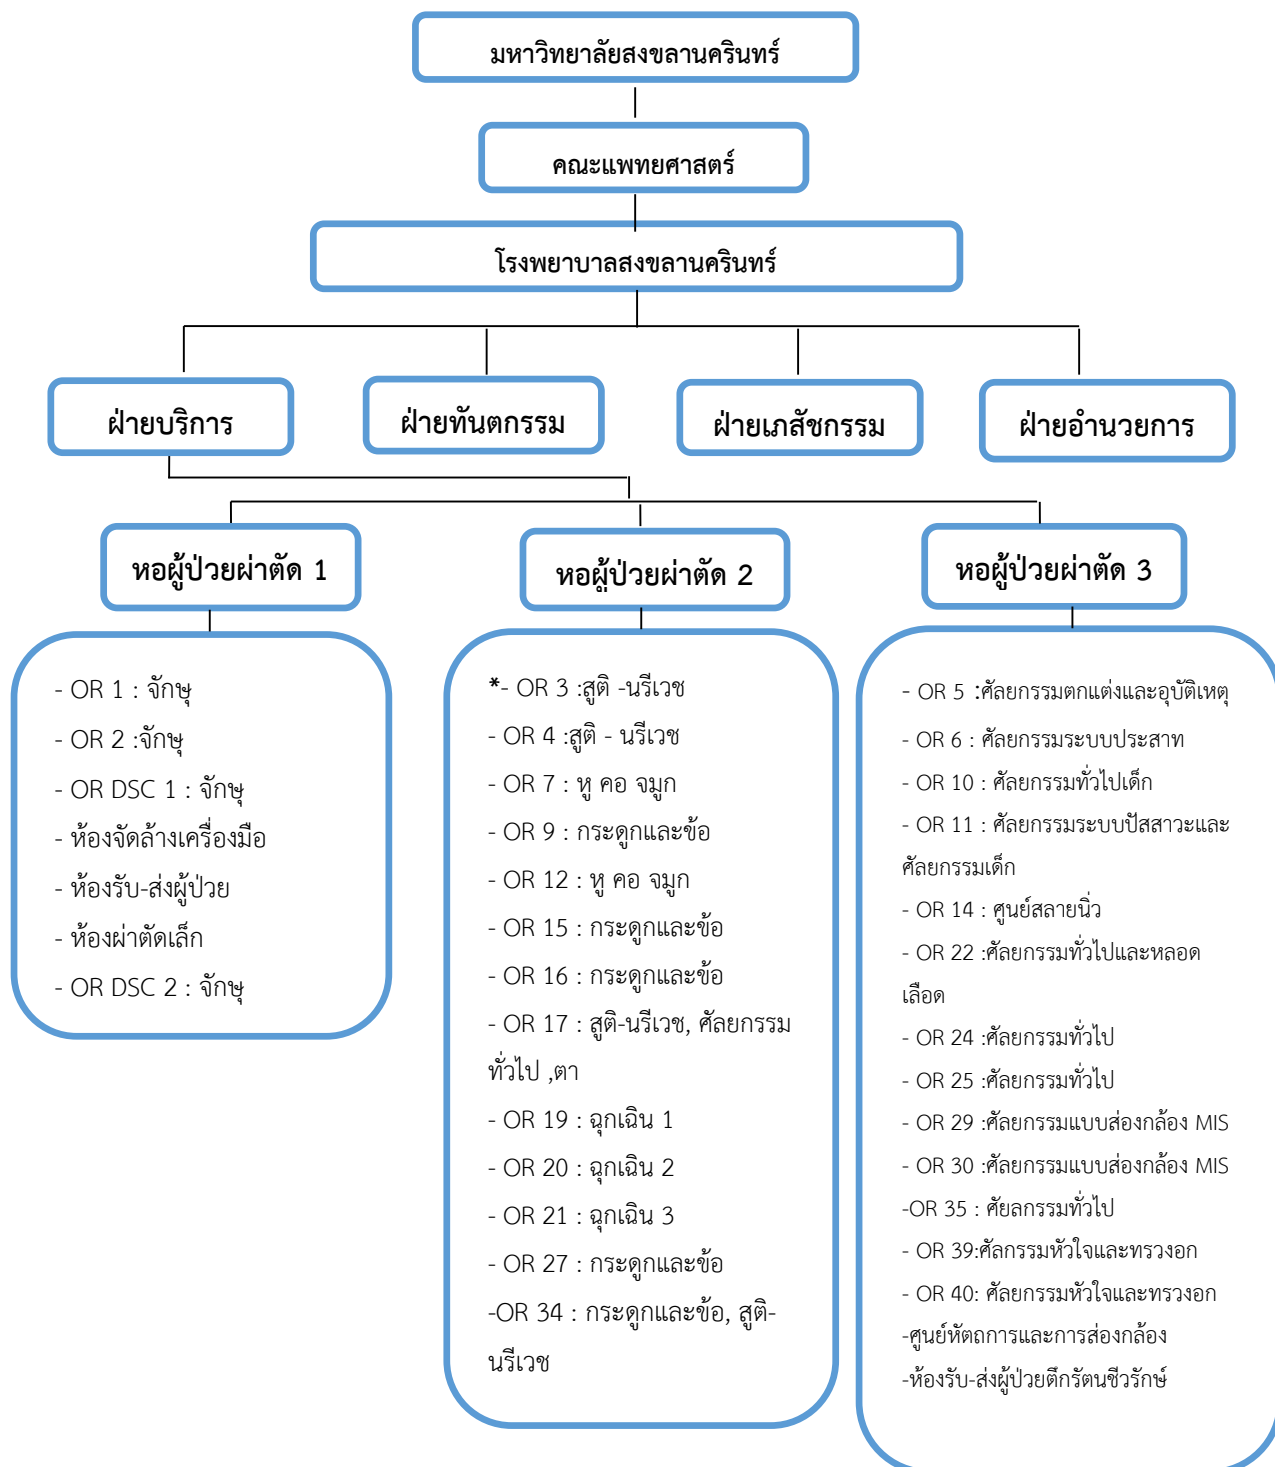 มหาวิทยาลัยสงขลานครินทร์
คณะแพทยศาสตร์
โรงพยาบาลสงขลานครินทร์
ฝ่ายบริการ
ฝ่ายทันตกรรม
ฝ่ายเภสัชกรรม
ฝ่ายอำนวยการ
หอผู้ป่วยผ่าตัด 1
หอผู้ป่วยผ่าตัด 2
หอผู้ป่วยผ่าตัด 3
- OR 1 : จักษุ
- OR 2 :จักษุ
- OR DSC 1 : จักษุ
- ห้องจัดล้างเครื่องมือ
- ห้องรับ-ส่งผู้ป่วย
- ห้องผ่าตัดเล็ก
- OR DSC 2 : จักษุ
*- OR 3 :สูติ -นรีเวช
- OR 4 :สูติ - นรีเวช
- OR 7 : หู คอ จมูก
- OR 9 : กระดูกและข้อ
- OR 12 : หู คอ จมูก
- OR 15 : กระดูกและข้อ
- OR 16 : กระดูกและข้อ
- OR 17 : สูติ-นรีเวช, ศัลยกรรม
ทั่วไป ,ตา
- OR 19 : ฉุกเฉิน 1
- OR 20 : ฉุกเฉิน 2
- OR 21 : ฉุกเฉิน 3
- OR 27 : กระดูกและข้อ
-OR 34 : กระดูกและข้อ, สูติ-
นรีเวช
- OR 5 :ศัลยกรรมตกแต่งและอุบัติเหตุ
- OR 6 : ศัลยกรรมระบบประสาท
- OR 10 : ศัลยกรรมทั่วไปเด็ก
- OR 11 : ศัลยกรรมระบบปัสสาวะและ
ศัลยกรรมเด็ก
- OR 14 : ศูนย์สลายนิ่ว
- OR 22 :ศัลยกรรมทั่วไปและหลอด
เลือด
- OR 24 :ศัลยกรรมทั่วไป
- OR 25 :ศัลยกรรมทั่วไป
- OR 29 :ศัลยกรรมแบบส่องกล้อง MIS
- OR 30 :ศัลยกรรมแบบส่องกล้อง MIS
-OR 35 : ศัยลกรรมทั่วไป
- OR 39:ศัลกรรมหัวใจและทรวงอก
- OR 40: ศัลยกรรมหัวใจและทรวงอก
-ศูนย์หัตถการและการส่องกล้อง
-ห้องรับ-ส่งผู้ป่วยตึกรัตนชีวรักษ์